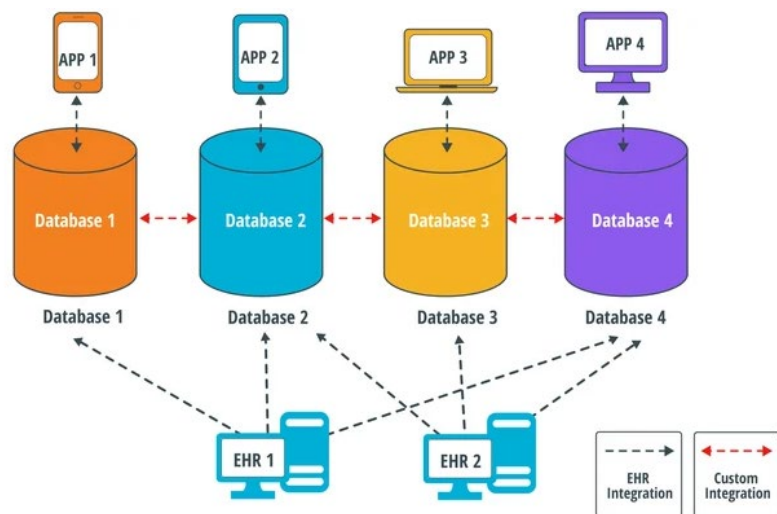 APP 1
APP 2
APP 3
APP 4
Database 1
Database 2
Database 3
Database 4
Database 1
Database 2
Database 3
Database 4
EHR 1
EHR 2
EHR
Integration
Custom
Integration